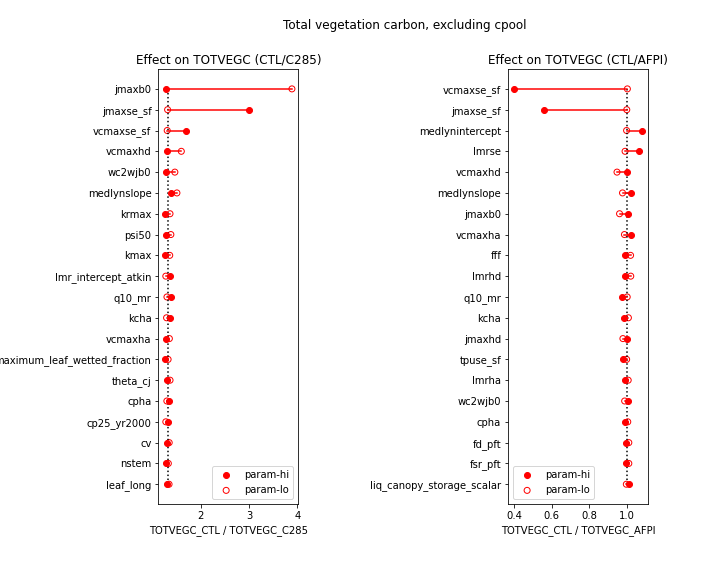 Total vegetation carbon, excluding cpool
Effect on TOTVEGC (CTL/C285)
jmaxb0
jmaxse_sf
vcmaxse_sf
vcmaxhd
wc2wjb0
medlynslope
krmax
psi50
kmax
lmr_intercept_atkin
q10_mr
kcha
vcmaxha
maximum_leaf_wetted_fraction
theta_cj
cpha
cp25_yr2000
cv
nstem
leaf_long
param-hi
param-lo
2 3 4
TOTVEGC_CTL / TOTVEGC_C285
Effect on TOTVEGC (CTL/AFPI)
vcmaxse_sf
jmaxse_sf
medlynintercept
lmrse
vcmaxhd
medlynslope
jmaxb0
vcmaxha
fff
lmrhd
q10_mr
kcha
jmaxhd
tpuse_sf
lmrha
wc2wjb0
cpha
fd_pft
fsr_pft
liq_canopy_storage_scalar
param-hi
param-lo
0.4 0.6 0.8 1.0
TOTVEGC_CTL / TOTVEGC_AFPI